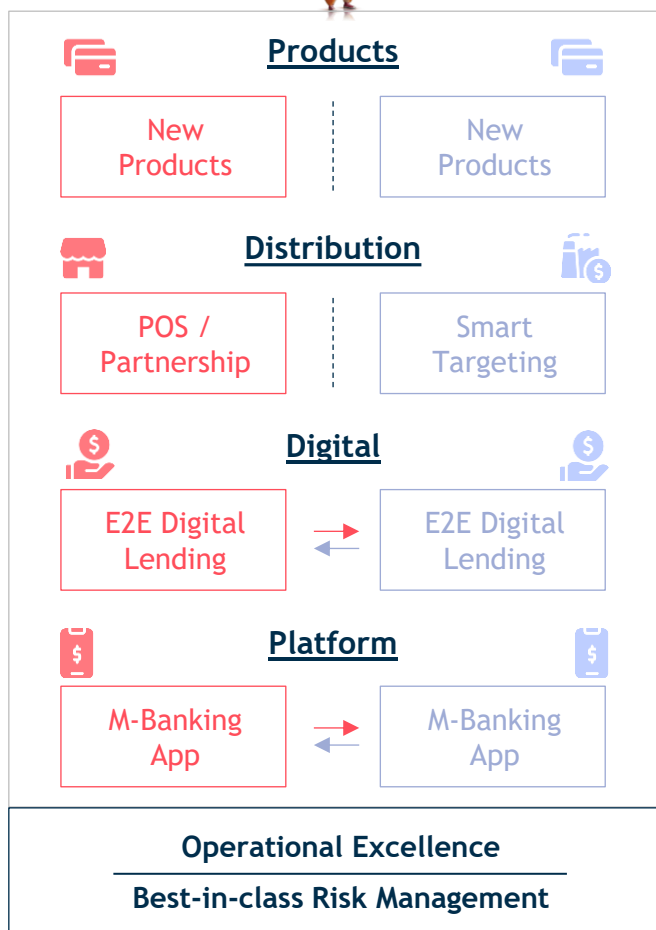 Products
New
Products
New
Products
Distribution
POS /
Partnership
Smart
Targeting
Digital
E2E Digital
Lending
E2E Digital
Lending
Platform
M-Banking
App
M-Banking
App
Operational Excellence
Best-in-class Risk Management